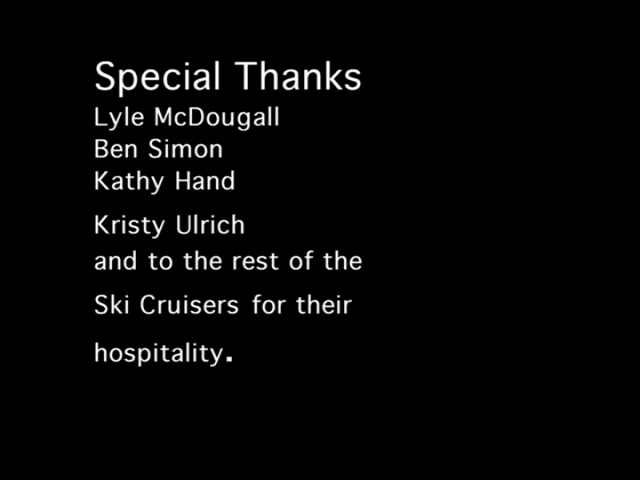 Special Thanks
Lyle McDougall
Ben Simon
Kathy Hand
Kristy Ulrich
and to the rest of the
Ski Cruisers for their
hospitality.